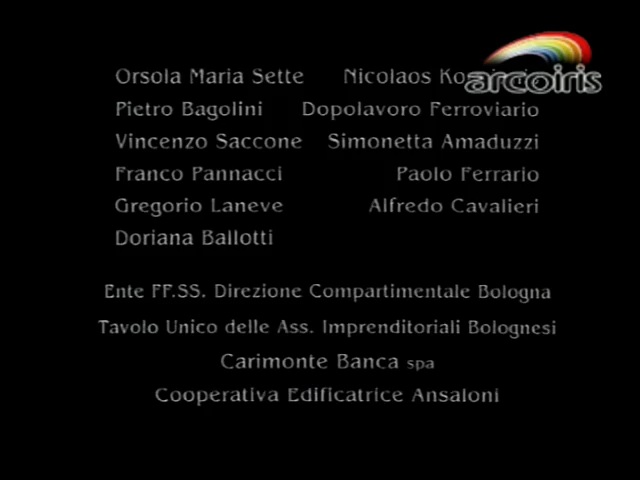 arcoiris
Orsola Maria Sette Nicolaos
Pietro Bagolini Dopolavoro Ferroviario
Vincenzo Saccone Simonetta Amaduzzi
Franco Pannacci Paolo Ferrario
Gregorio Laneve Alfredo Cavalieri
Doriana Ballotti
Ente FF.SS. Direzione Compartimentale Bologna
Tavolo Unico delle Ass. Imprenditoriali Bolognesi
Carimonte Banca spa
Cooperativa Edificatrice Ansaloni